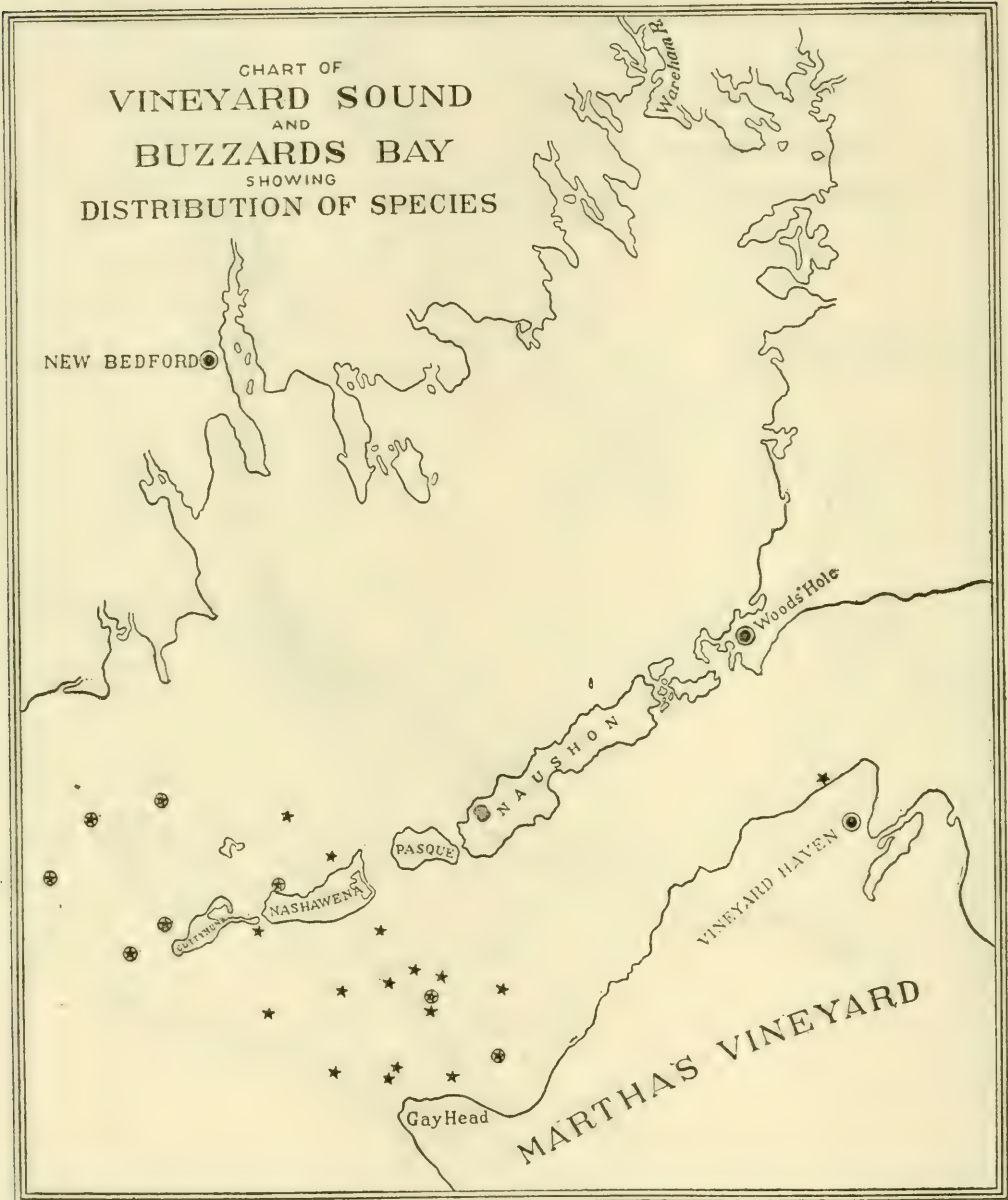 CHART OF
VINEYARD SOUND
AND
BUZZARDS BAY
SHOWING
DISTRIBUTION OF SPECIES
Wareham R.
NEW BEDFORD
Woods Hole
NAUSHON
PASQUE
NASHAWENA
CUTTYHUNK
VINEYARD HAVEN
MARTHA'S VINEYARD
Gay Head